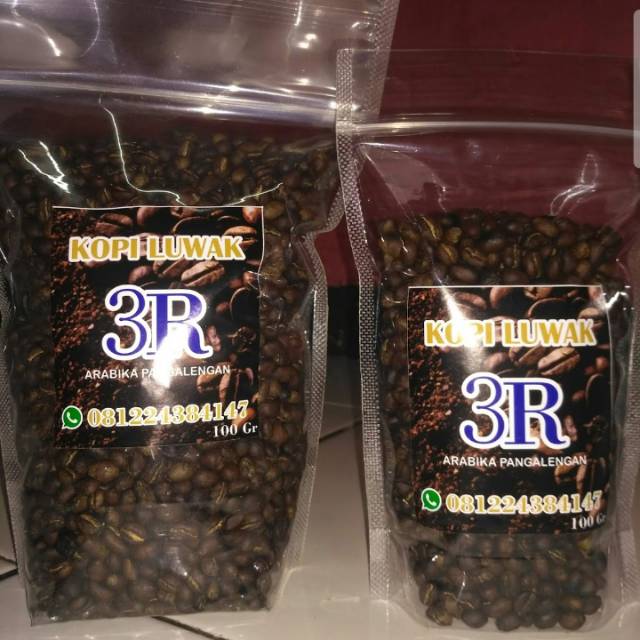 KOPI LUWAK
3R
ARABIKA PANGALENGAN
081224384147
100 Gr
KOPI LUWAK
3R
ARABIKA PANGALENGAN
081224384147
100 Gr